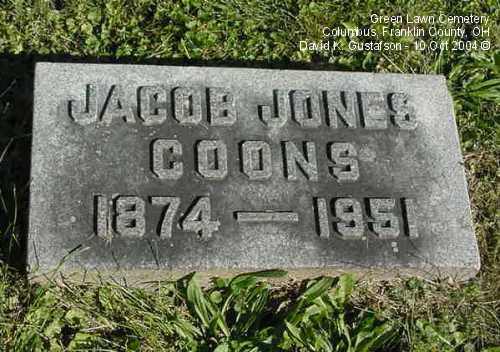 Green Lawn Cemetery
Columbus, Franklin County, OH
David K. Gustafson - 10 Oct 2004 ©
JACOB JONES
COONS
1874 — 1951